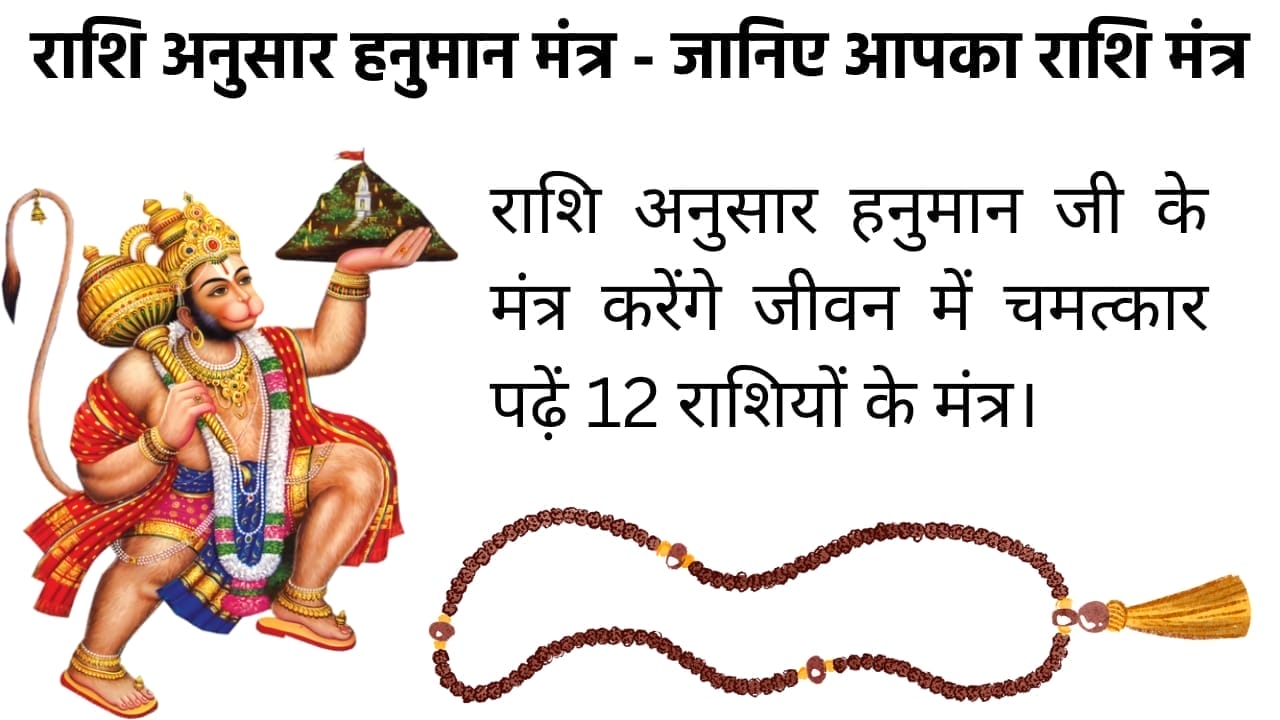 राशि अनुसार हनुमान मंत्र - जानिए आपका राशि मंत्र
राशि अनुसार हनुमान जी के
मंत्र करेंगे जीवन में चमत्कार
पढ़ें 12 राशियों के मंत्र।